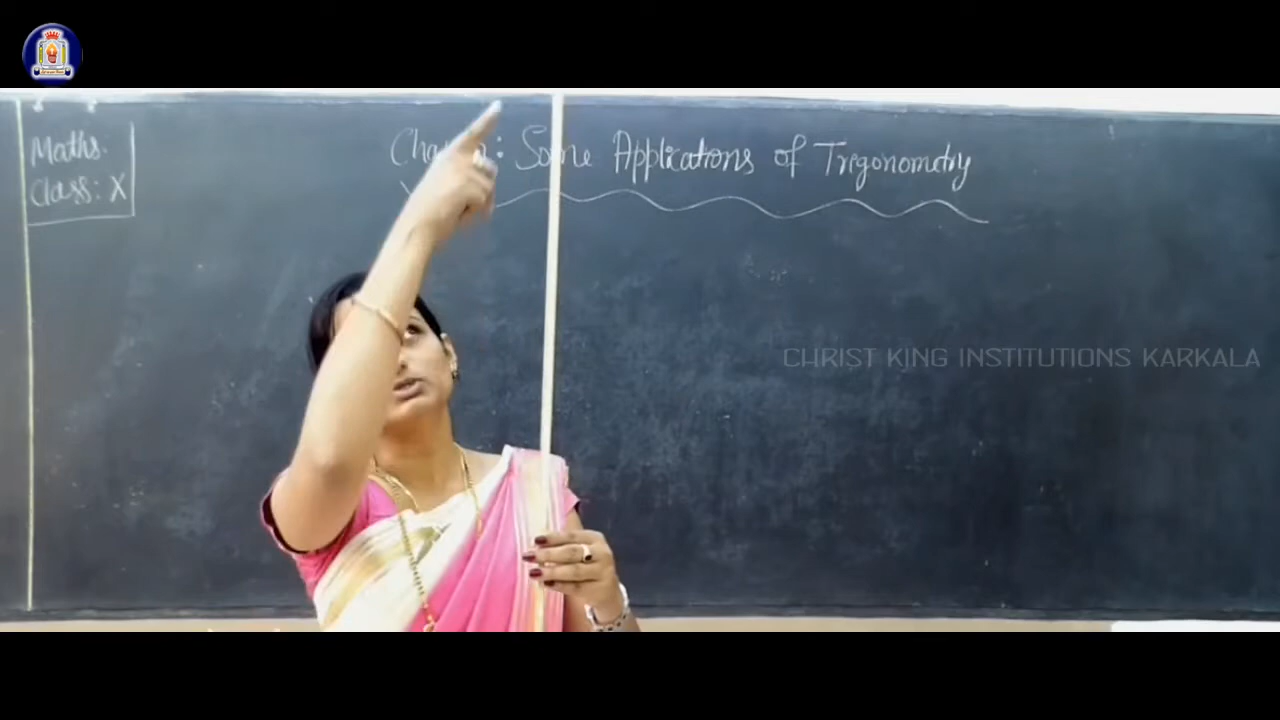 Maths.
Class: X
: Some Applications of Trigonometry
CHRIST KING INSTITUTIONS KARKALA